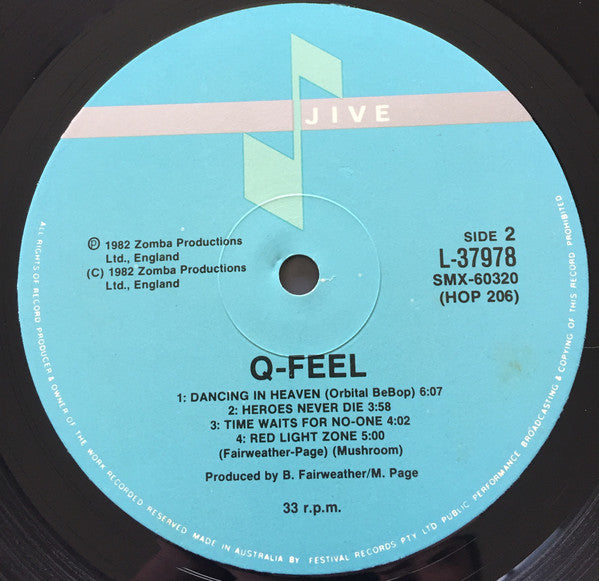 JIVE
℗ 1982 Zomba Productions
Ltd., England
(C) 1982 Zomba Productions
Ltd., England
SIDE 2
L-37978
SMX-60320
(HOP 206)
Q-FEEL
1: DANCING IN HEAVEN (Orbital BeBop) 6:07
2: HEROES NEVER DIE 3:58
3: TIME WAITS FOR NO-ONE 4:02
4: RED LIGHT ZONE 5:00
(Fairweather-Page) (Mushroom)
Produced by B. Fairweather/M. Page
33 r.p.m.
ALL RIGHTS OF RECORD PRODUCER & OWNER OF THE WORK RECORDED RESERVED MADE IN AUSTRALIA BY FESTIVAL RECORDS PTY LTD PUBLIC PERFORMANCE BROADCASTING & COPYING OF THIS RECORD PROHIBITED